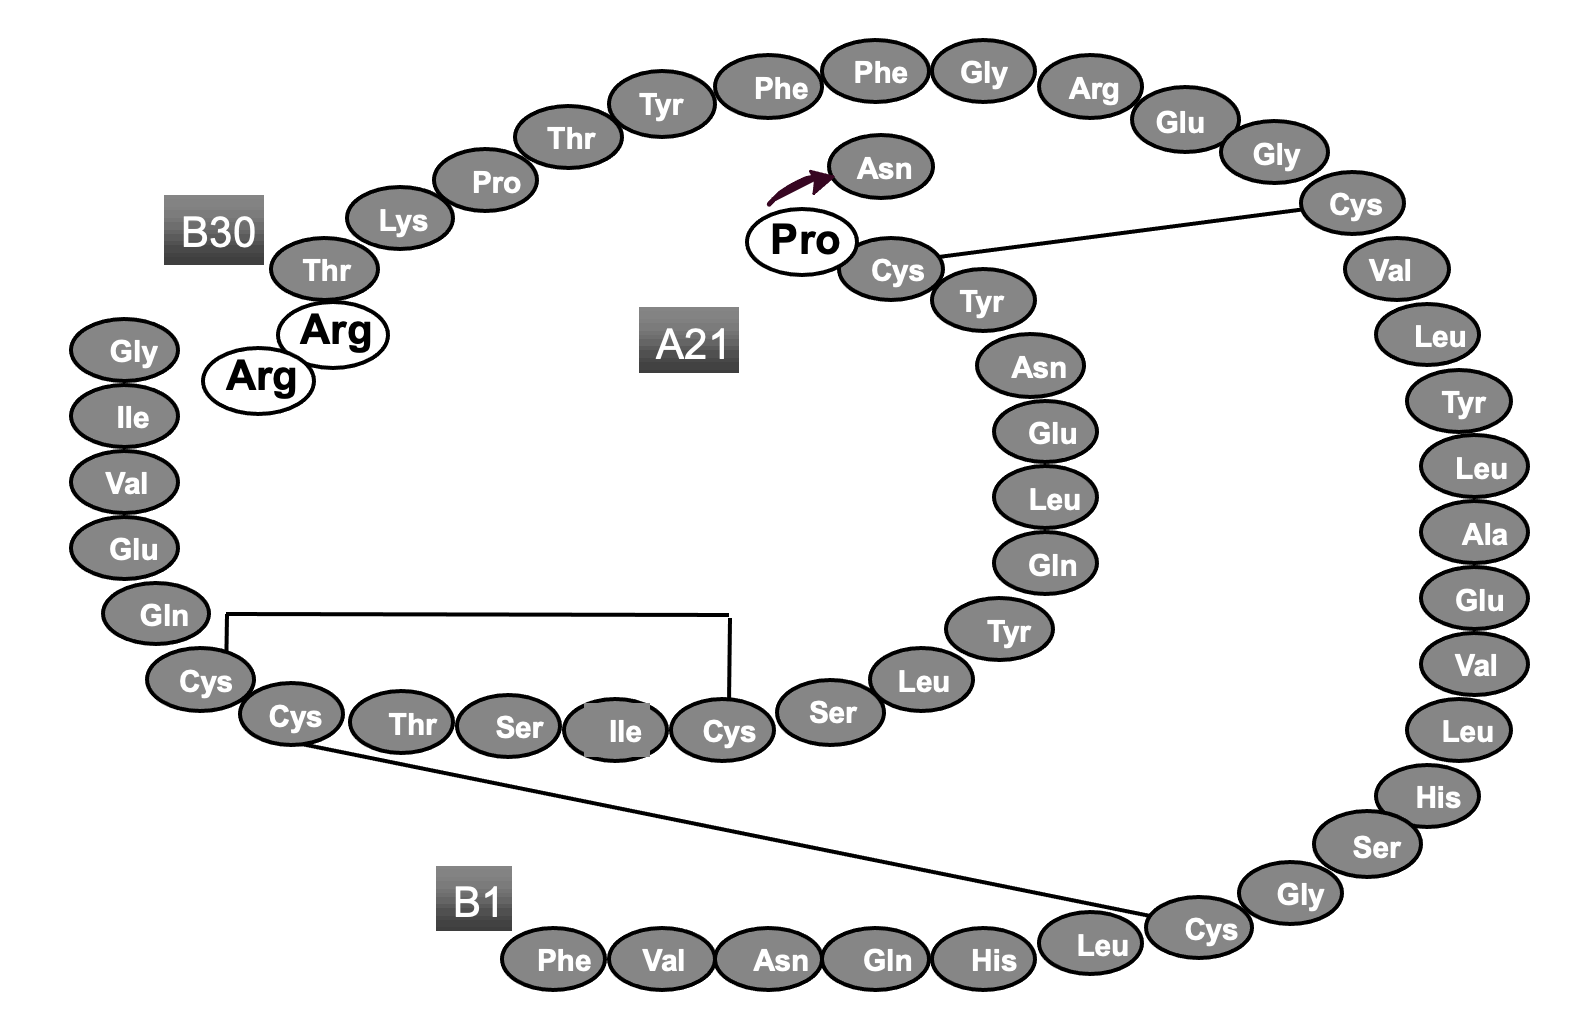 Phe
Phe
Gly
Arg
Glu
Gly
Cys
Tyr
Thr
Pro
Lys
Thr
B30
Arg
Arg
Asn
Pro
Cys
Tyr
A21
Asn
Glu
Leu
Gln
Tyr
Leu
Ser
Cys
Ile
Ser
Thr
Cys
Cys
Gln
Glu
Val
Ile
Gly
Val
Leu
Tyr
Leu
Ala
Glu
Val
Leu
His
Ser
Gly
Cys
Leu
His
Gln
Asn
Val
Phe
B1